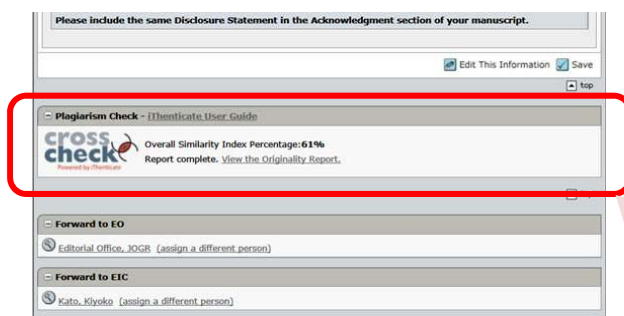 Please include the same Disclosure Statement in the Acknowledgment section of your manuscript.
Edit This Information Save
top
Plagiarism Check - iThenticate User Guide
cross
check
Powered by iThenticate
Overall Similarity Index Percentage:61%
Report complete. View the Originality Report.
Forward to EO
Editorial Office, JOGR (assign a different person)
Forward to EIC
Kato, Kiyoko (assign a different person)